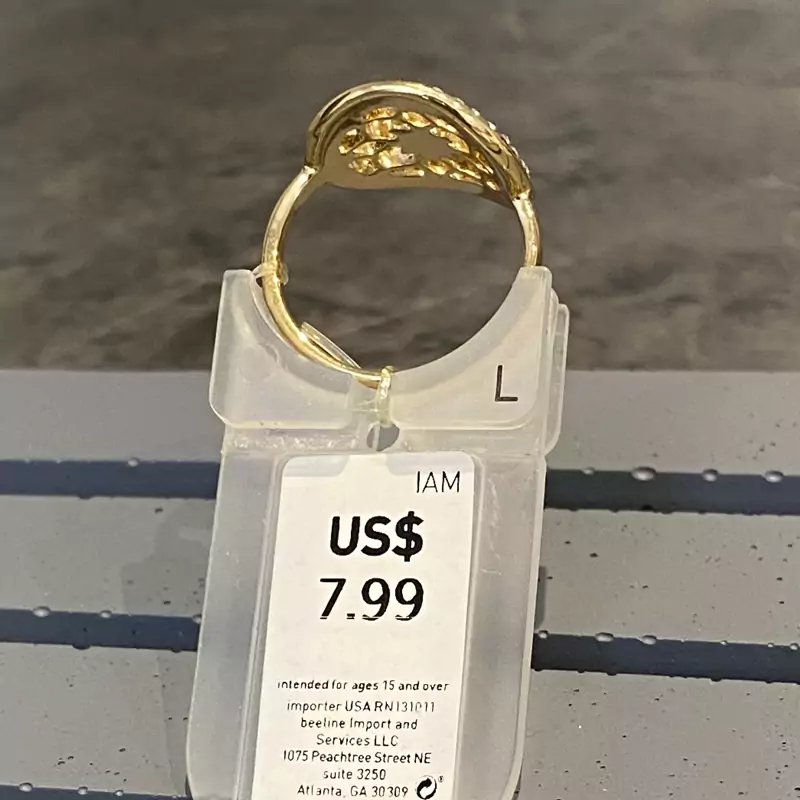 L
IAM
US$
7.99
intended for ages 15 and over
importer USA RN131011
beeline Import and
Services LLC
1075 Peachtree Street NE
suite 3250
Atlanta, GA 30309